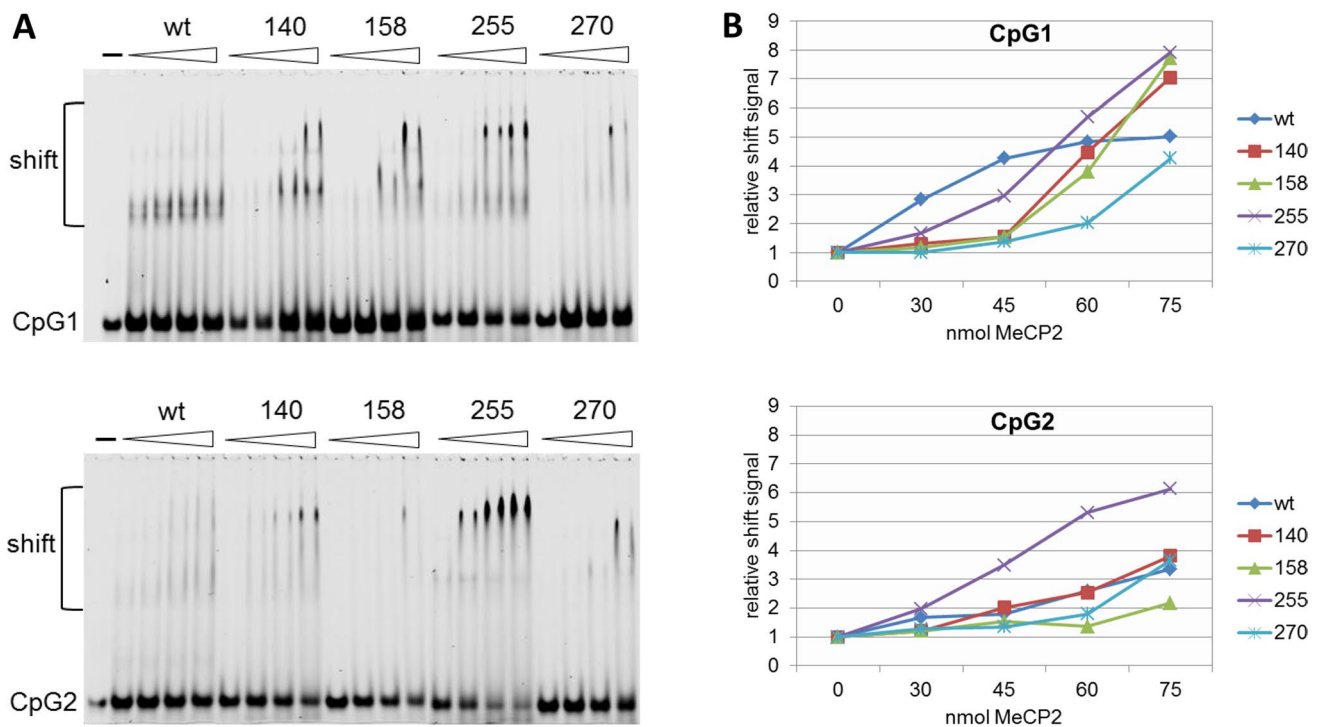 A
wt 140 158 255 270
–
shift
CpG1
wt 140 158 255 270
–
shift
CpG2
B
CpG1
relative shift signal
9
8
7
6
5
4
3
2
1
0
0 30 45 60 75
nmol MeCP2
wt
140
158
255
270
CpG2
relative shift signal
9
8
7
6
5
4
3
2
1
0
0 30 45 60 75
nmol MeCP2
wt
140
158
255
270